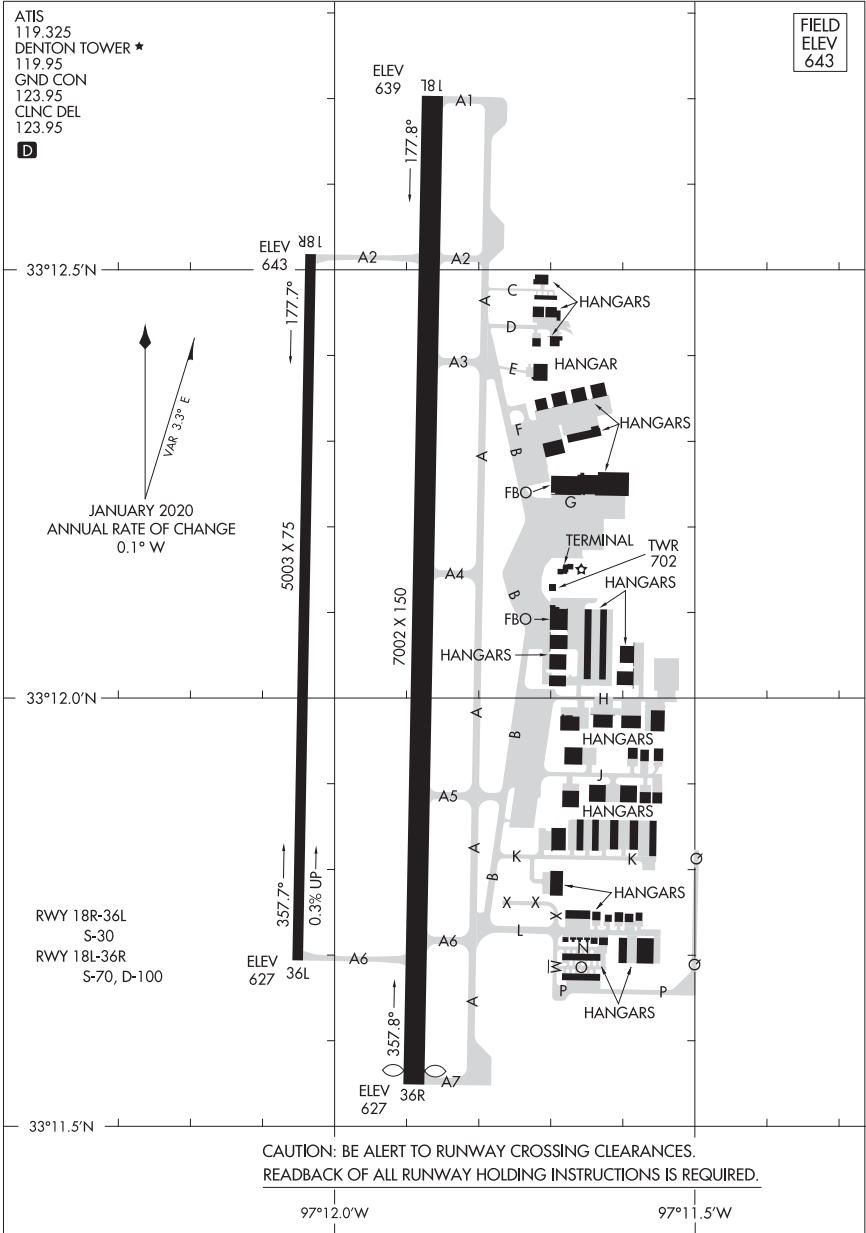 ATIS
119.325
DENTON TOWER ★
119.95
GND CON
123.95
CLNC DEL
123.95
D
FIELD
ELEV
643
ELEV
639
18L
A1
177.8°
ELEV
643
18R
A2
A2
33°12.5'N
177.7°
A
C
HANGARS
D
A3
E
HANGAR
VAR 3.3° E
HANGARS
F
B
A
FBO
G
JANUARY 2020
ANNUAL RATE OF CHANGE
0.1° W
5003 X 75
7002 X 150
TERMINAL
TWR
702
A4
HANGARS
B
FBO
HANGARS
33°12.0'N
H
A
B
HANGARS
J
A5
HANGARS
A
K
K
Q
B
357.7°
0.3% UP
HANGARS
X
X
X
L
RWY 18R-36L
S-30
RWY 18L-36R
S-70, D-100
A6
A6
N
W
O
Q
ELEV
627
36L
P
P
HANGARS
A
357.8°
A7
ELEV
627
36R
33°11.5'N
CAUTION: BE ALERT TO RUNWAY CROSSING CLEARANCES.
READBACK OF ALL RUNWAY HOLDING INSTRUCTIONS IS REQUIRED.
97°12.0'W
97°11.5'W